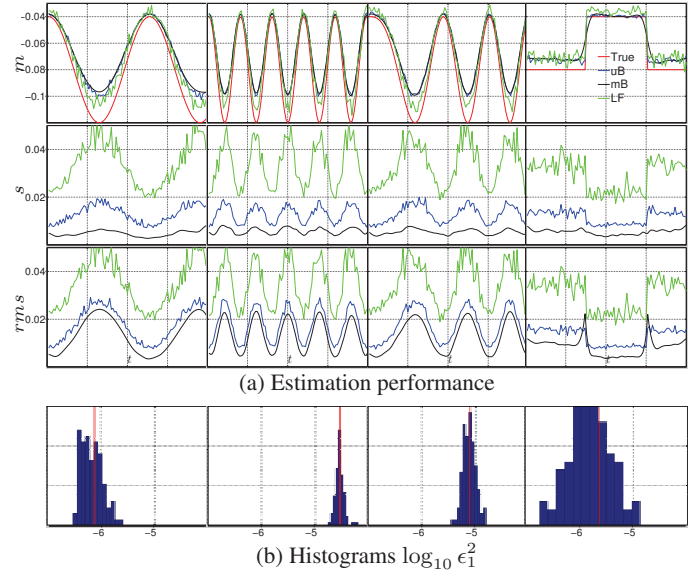 −0.04
−0.06
−0.08
−0.1
m
True
uB
mB
LF
0.04
0.02
s
0.04
0.02
rms
t t t t
(a) Estimation performance
−6 −5 −6 −5 −6 −5 −6 −5
(b) Histograms log₁₀ ϵ₁²